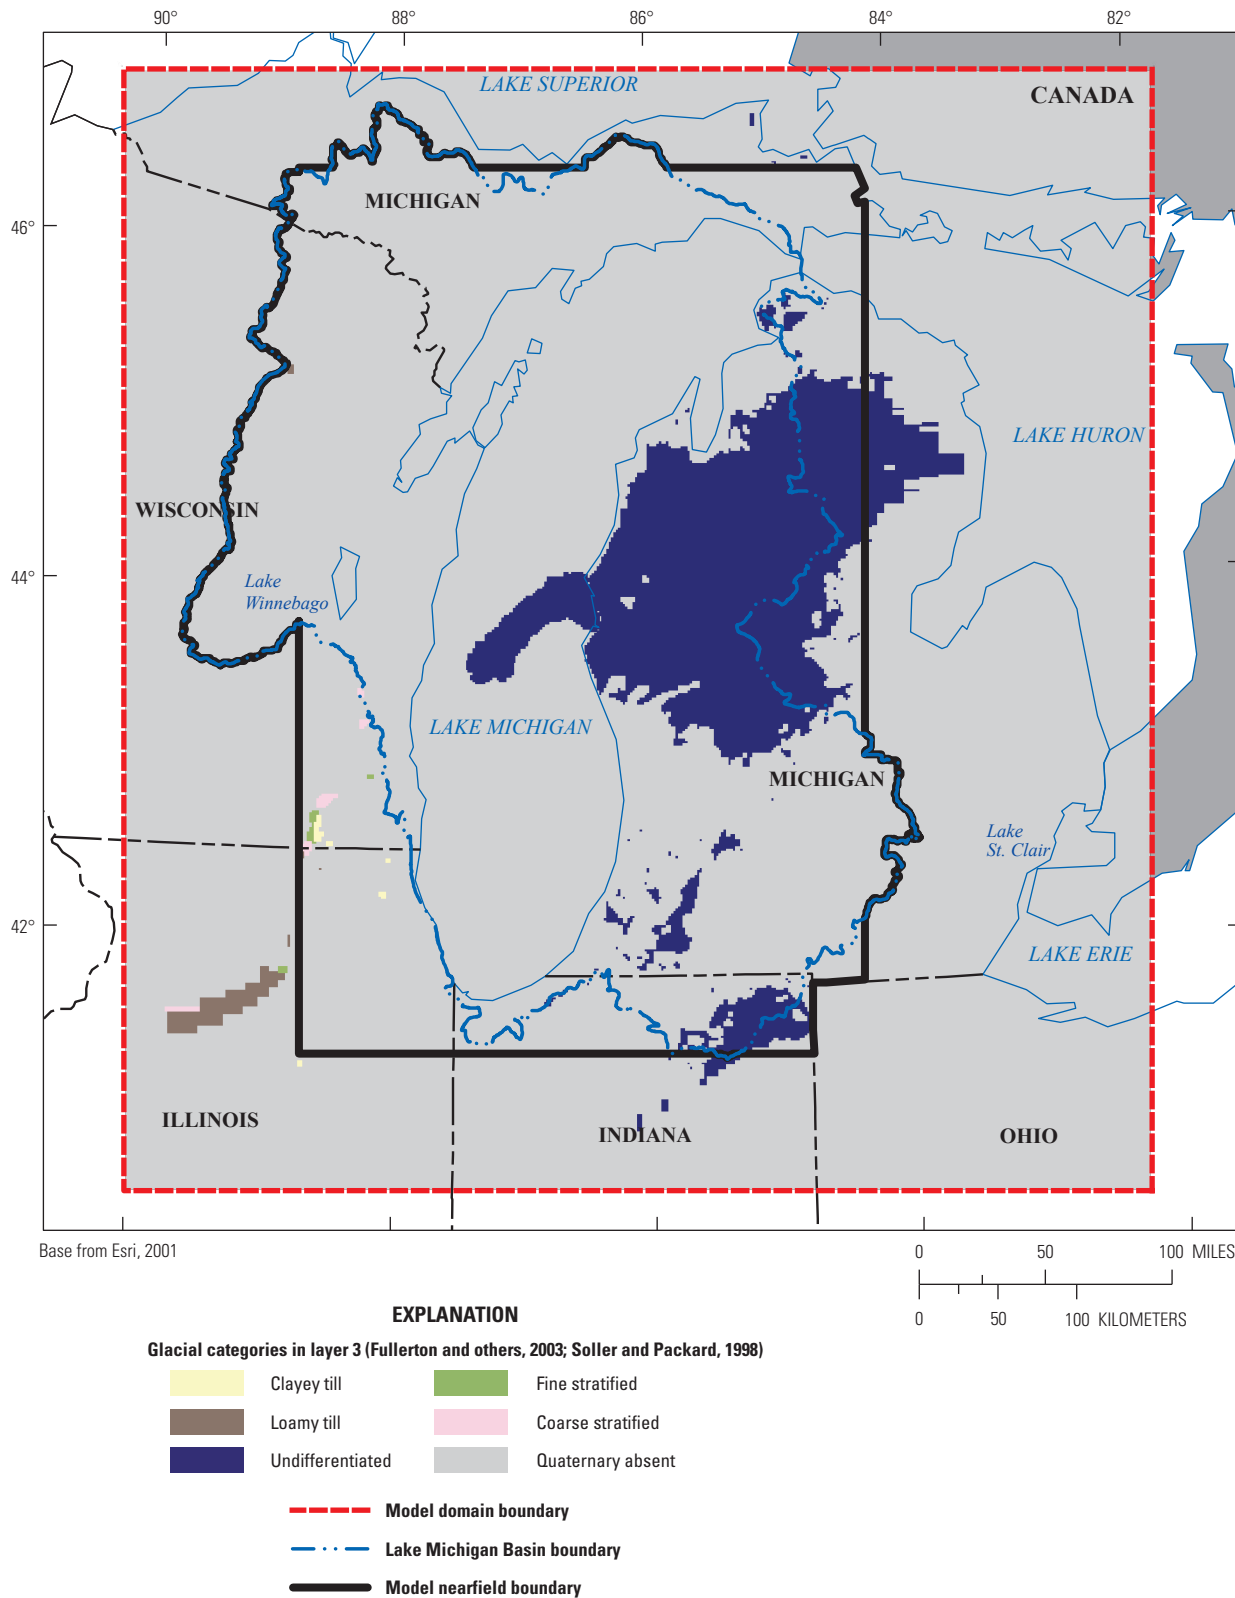 90° 88° 86° 84° 82°
LAKE SUPERIOR
CANADA
MICHIGAN
46°
LAKE HURON
WISCONSIN
44°
Lake
Winnebago
LAKE MICHIGAN
MICHIGAN
Lake
St. Clair
42°
LAKE ERIE
ILLINOIS
INDIANA
OHIO
Base from Esri, 2001
0 50 100 MILES
0 50 100 KILOMETERS
EXPLANATION
Glacial categories in layer 3 (Fullerton and others, 2003; Soller and Packard, 1998)
Clayey till
Fine stratified
Loamy till
Coarse stratified
Undifferentiated
Quaternary absent
Model domain boundary
Lake Michigan Basin boundary
Model nearfield boundary